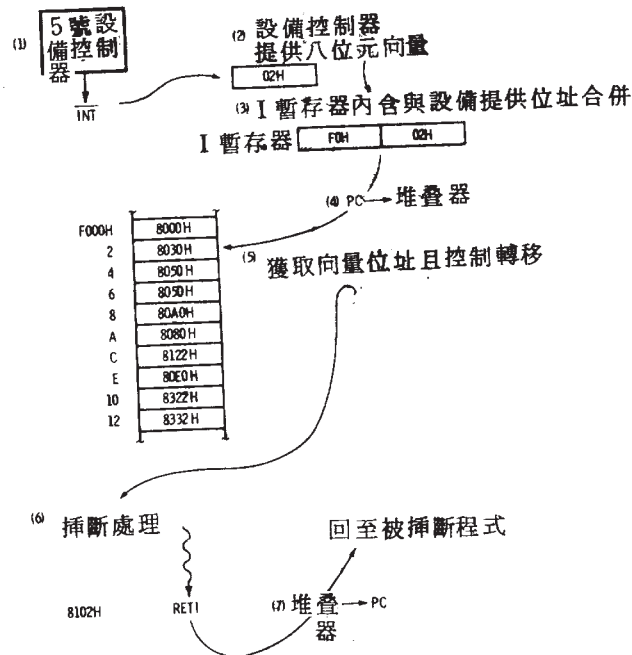 (1) 5號設
備控制
器
INT
(2) 設備控制器
提供八位元向量
02H
(3) I暫存器內含與設備提供位址合併
I暫存器 F0H 02H
(4) PC 堆疊器
(5) 獲取向量位址且控制轉移
F000H 8000H
2 8030H
4 8050H
6 8050H
8 80A0H
A 8080H
C 8122H
E 80E0H
10 8322H
12 8332H
(6) 挿斷處理
回至被挿斷程式
8102H RETI (7) 堆疊 PC
器